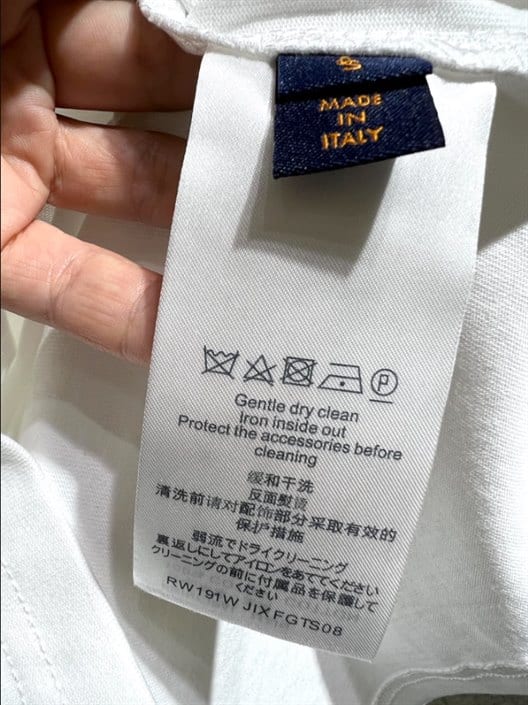 S
MADE
IN
ITALY
P
Gentle dry clean
Iron inside out
Protect the accessories before
cleaning
缓和干洗
反面熨烫
清洗前请对配饰部分采取有效的
保护措施
弱流でドライクリーニング
裏返しにしてアイロンをあててください
クリーニングの前に付属品を保護して
ください
RW191W JIXFGTS08